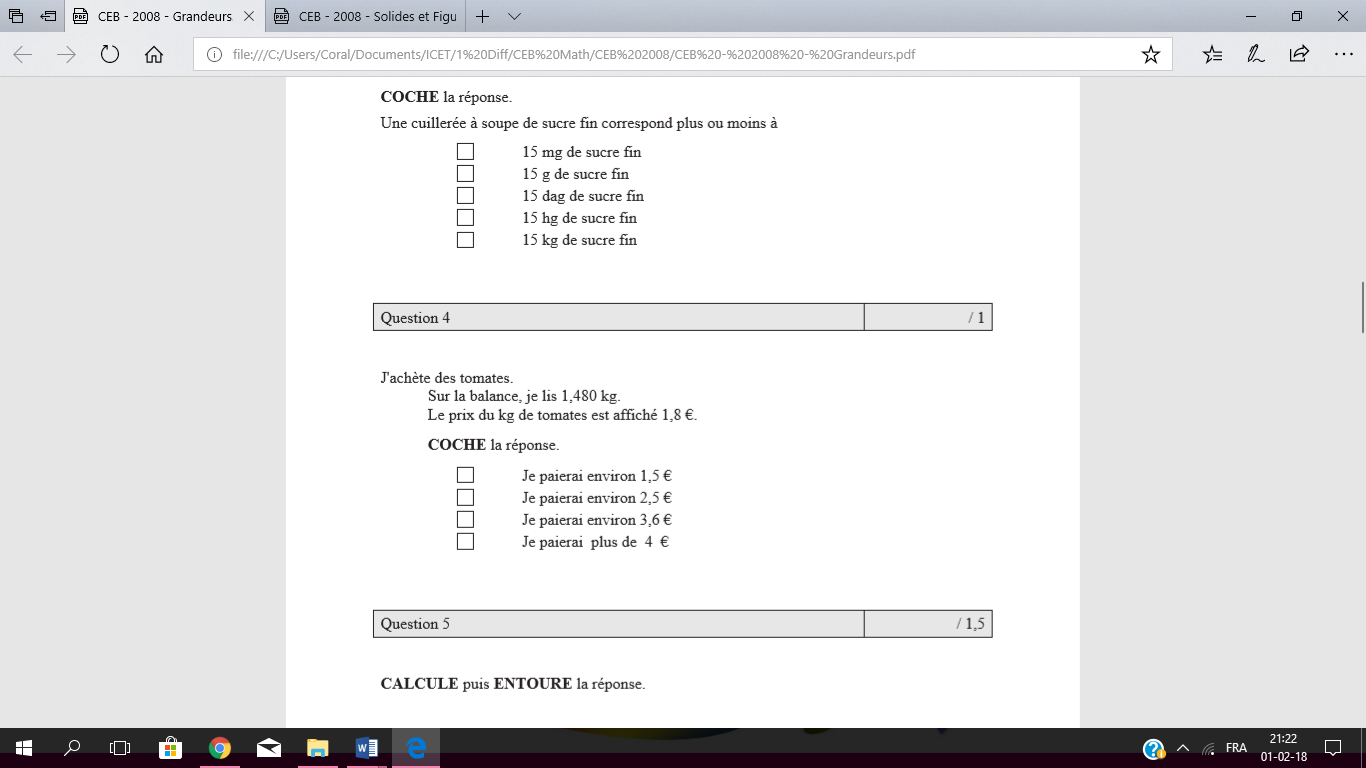 CEB - 2008 - Grandeurs
CEB - 2008 - Solides et Figu
file:///C:/Users/Coral/Documents/ICET/1%20Diff/CEB%20Math/CEB%202008/CEB%20-%202008%20-%20Grandeurs.pdf
COCHE la réponse.
Une cuillerée à soupe de sucre fin correspond plus ou moins à
15 mg de sucre fin
15 g de sucre fin
15 dag de sucre fin
15 hg de sucre fin
15 kg de sucre fin
Question 4 / 1
J'achète des tomates.
Sur la balance, je lis 1,480 kg.
Le prix du kg de tomates est affiché 1,8 €.
COCHE la réponse.
Je paierai environ 1,5 €
Je paierai environ 2,5 €
Je paierai environ 3,6 €
Je paierai plus de 4 €
Question 5 / 1,5
CALCULE puis ENTOURE la réponse.
FRA
21:22
01-02-18